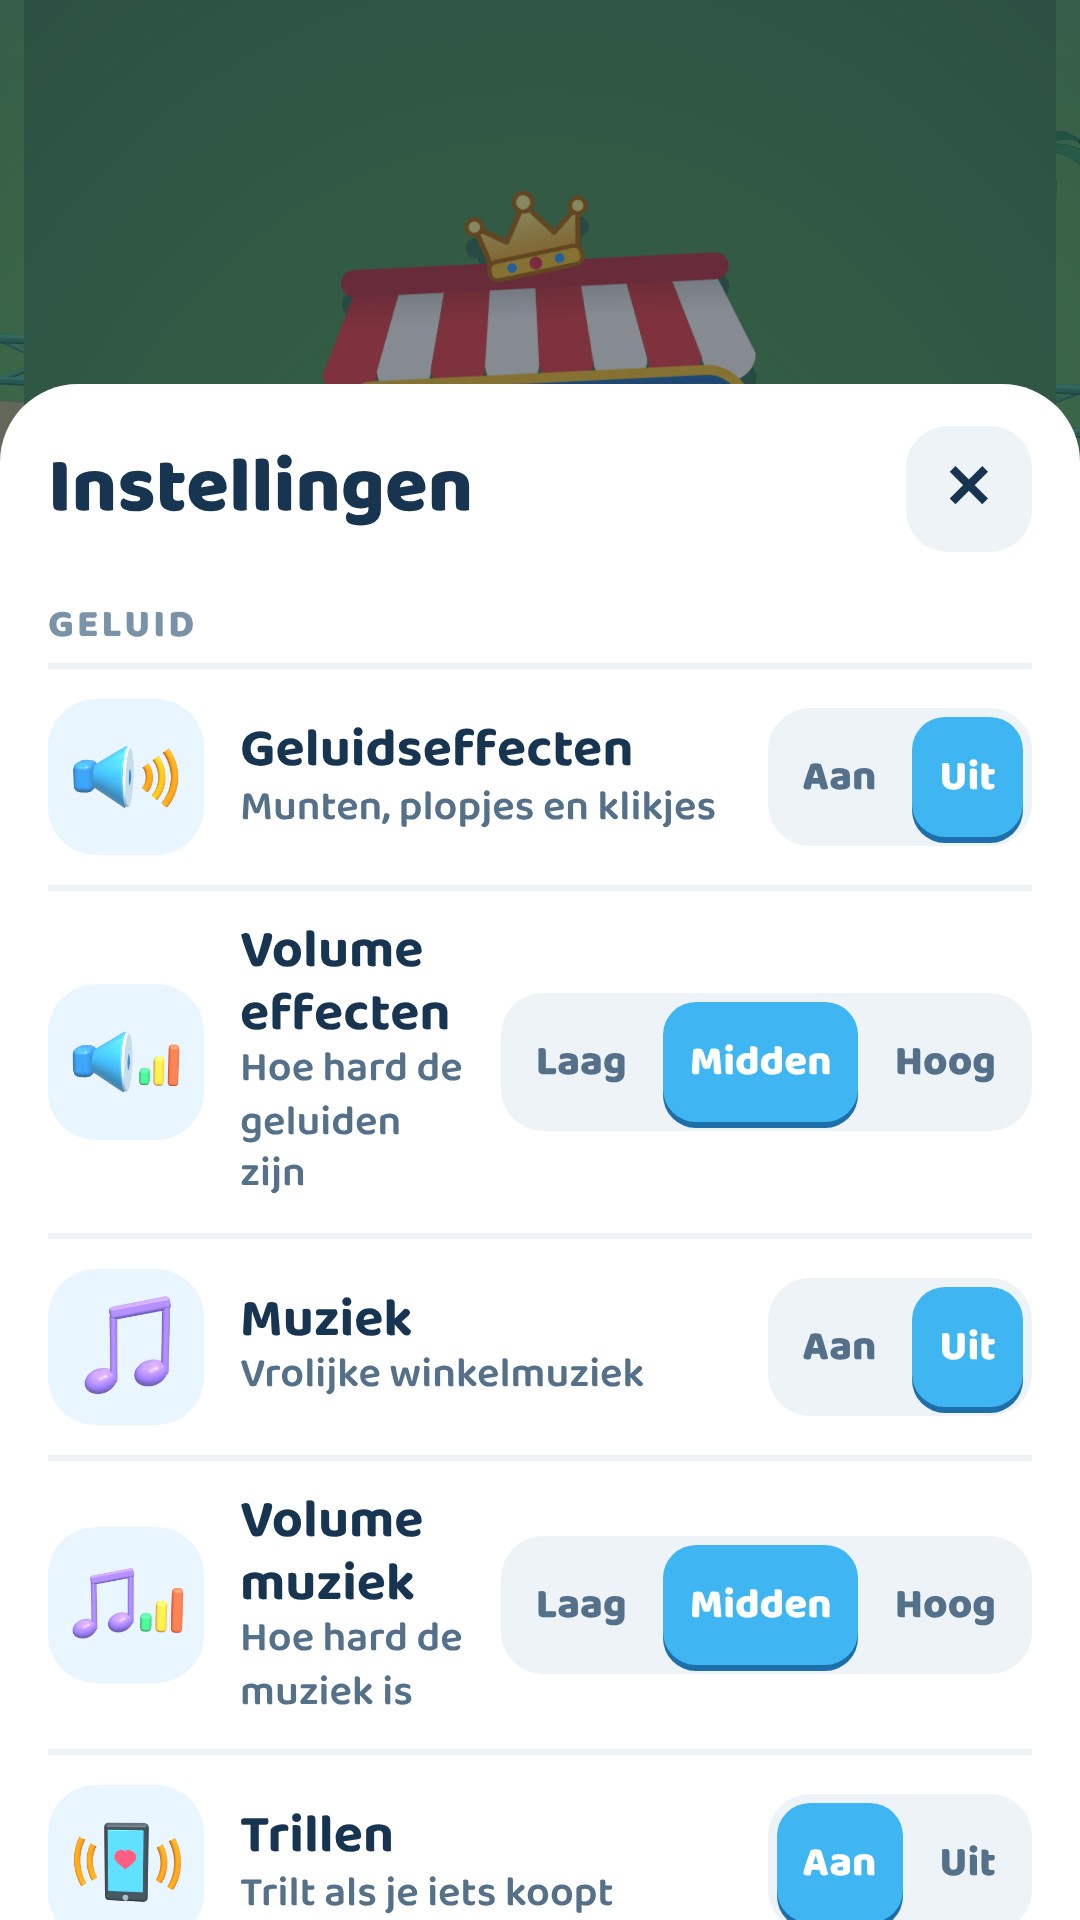 Instellingen
GELUID
Geluidseffecten
Munten, plopjes en klikjes
Aan Uit
Volume
effecten
Hoe hard de
geluiden
zijn
Laag Midden Hoog
Muziek
Vrolijke winkelmuziek
Aan Uit
Volume
muziek
Hoe hard de
muziek is
Laag Midden Hoog
Trillen
Trilt als je iets koopt
Aan Uit